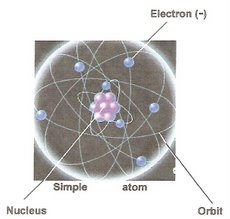 Electron (-)
Simple atom
Nucleus
Orbit